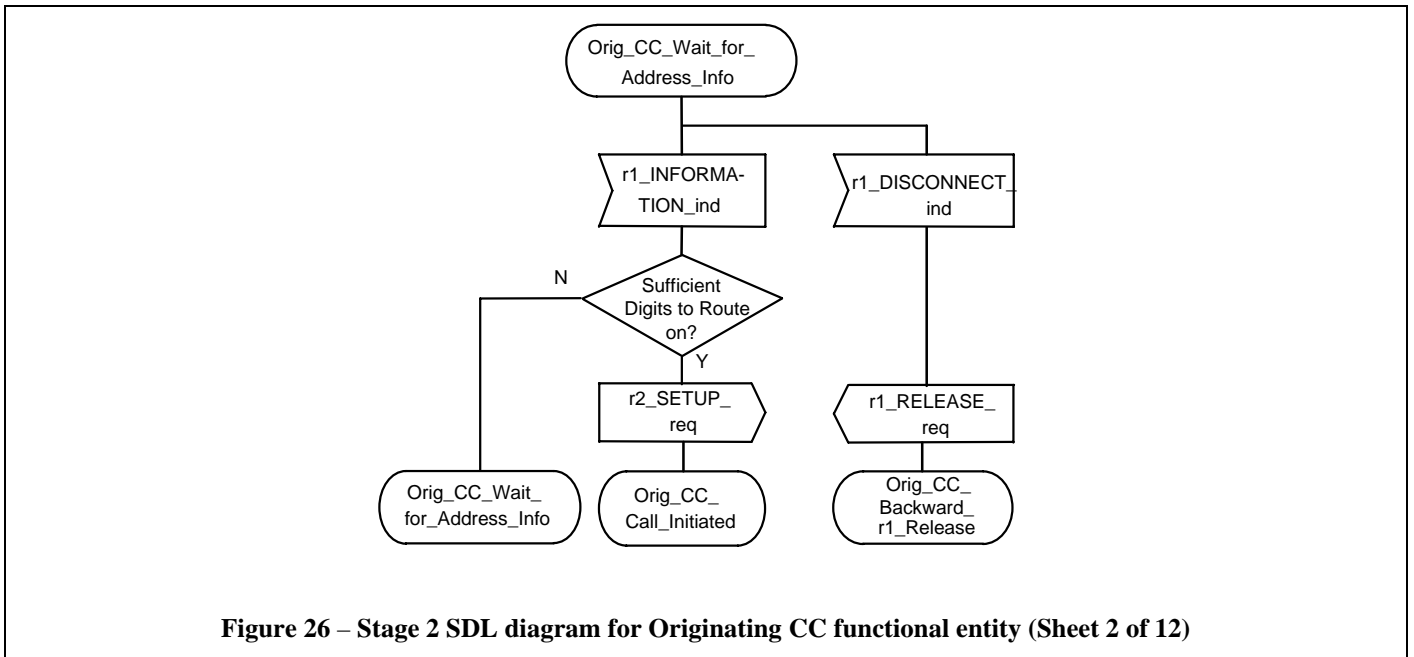 Orig_CC_Wait_for_
Address_Info
r1_INFORMA-
TION_ind
r1_DISCONNECT_
ind
N
Sufficient
Digits to Route
on?
Y
r2_SETUP_
req
r1_RELEASE_
req
Orig_CC_Wait_
for_Address_Info
Orig_CC_
Call_Initiated
Orig_CC_
Backward_
r1_Release
Figure 26 – Stage 2 SDL diagram for Originating CC functional entity (Sheet 2 of 12)